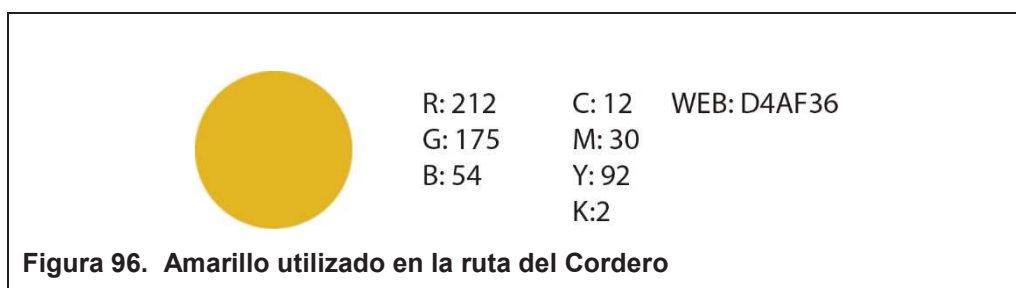 R: 212 C: 12 WEB: D4AF36
G: 175 M: 30
B: 54 Y: 92
K:2
Figura 96. Amarillo utilizado en la ruta del Cordero